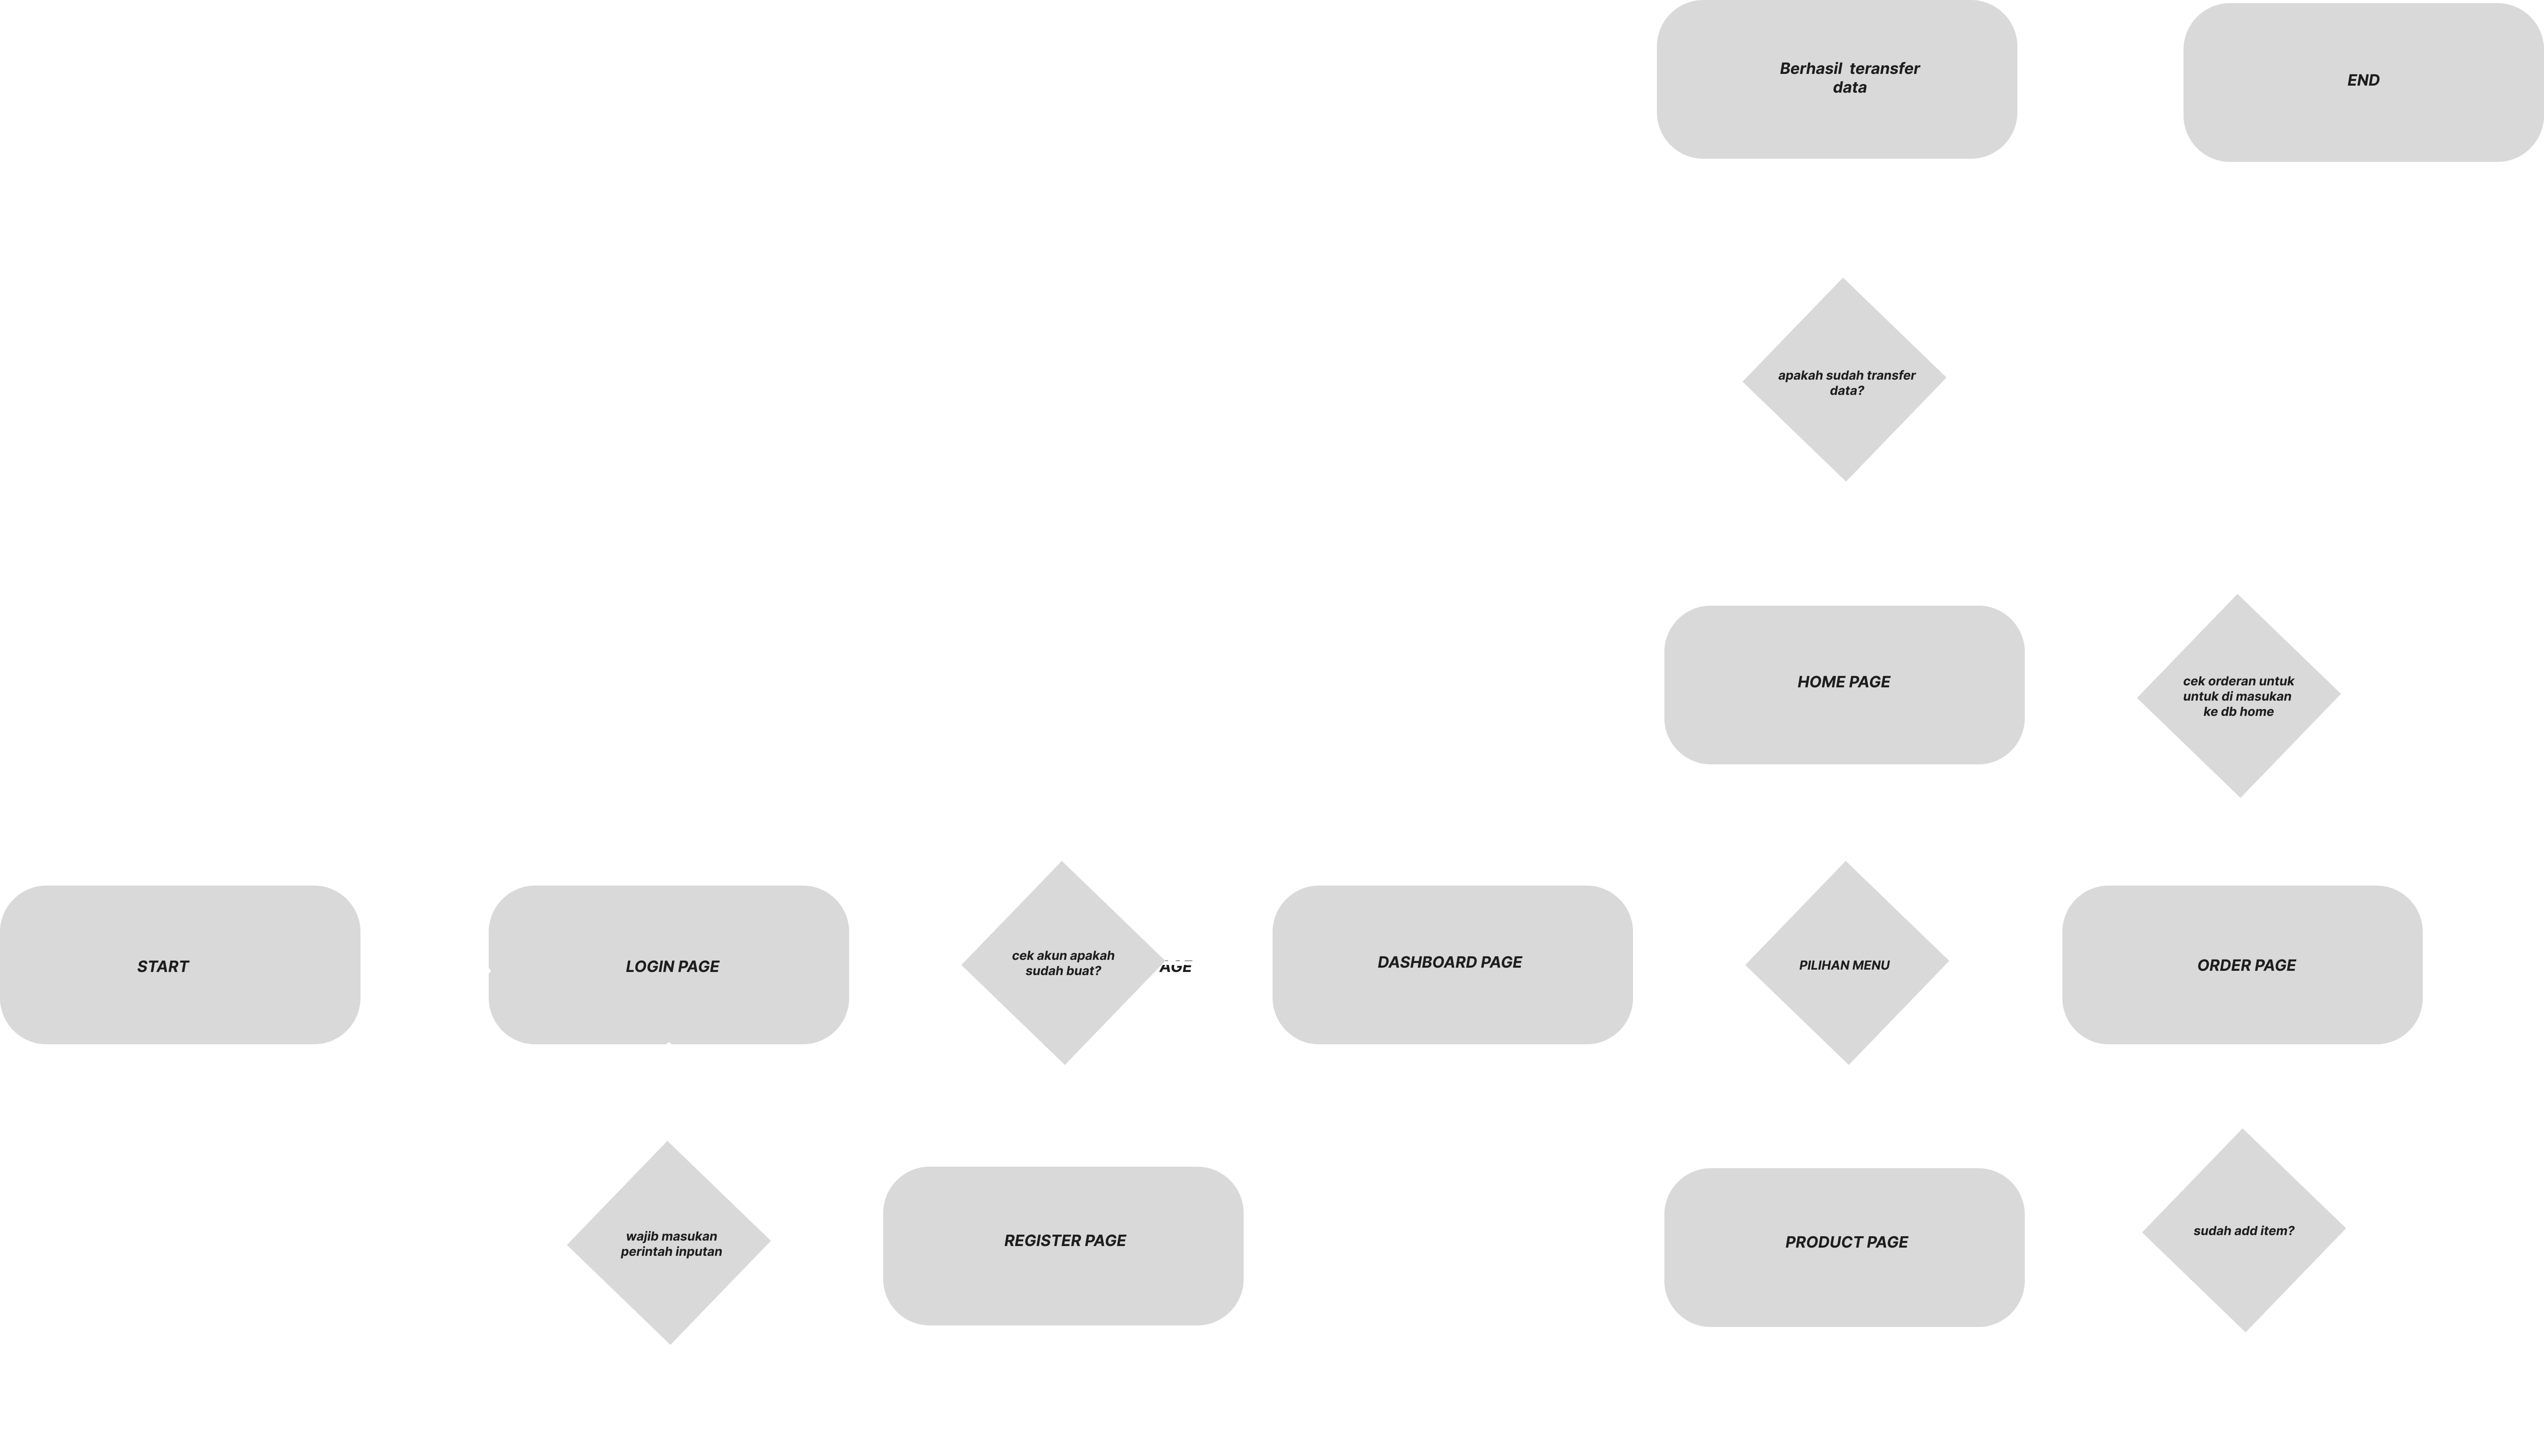 Berhasil teransfer
data
END
apakah sudah transfer
data?
HOME PAGE
cek orderan untuk
untuk di masukan
ke db home
START
LOGIN PAGE
cek akun apakah
sudah buat?
AGE
DASHBOARD PAGE
PILIHAN MENU
ORDER PAGE
wajib masukan
perintah inputan
REGISTER PAGE
PRODUCT PAGE
sudah add item?